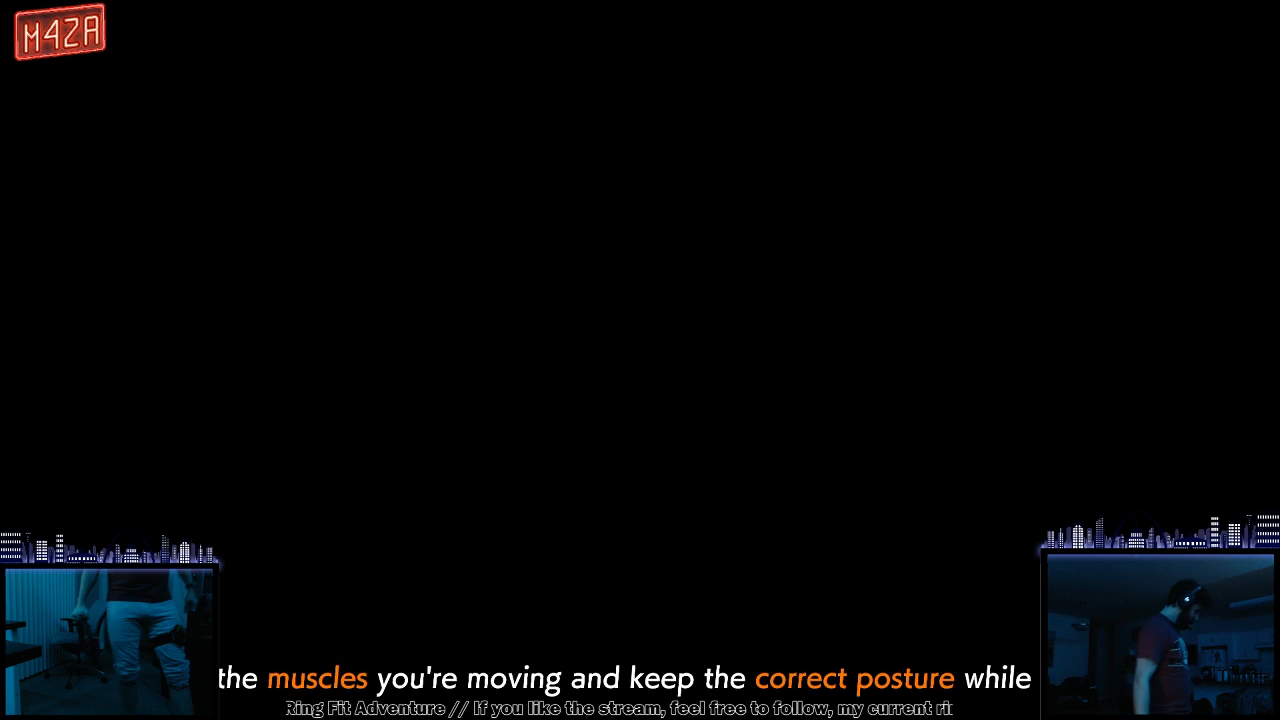 M4ZA
the muscles you're moving and keep the correct posture while
Ring Fit Adventure // If you like the stream, feel free to follow, my current ri